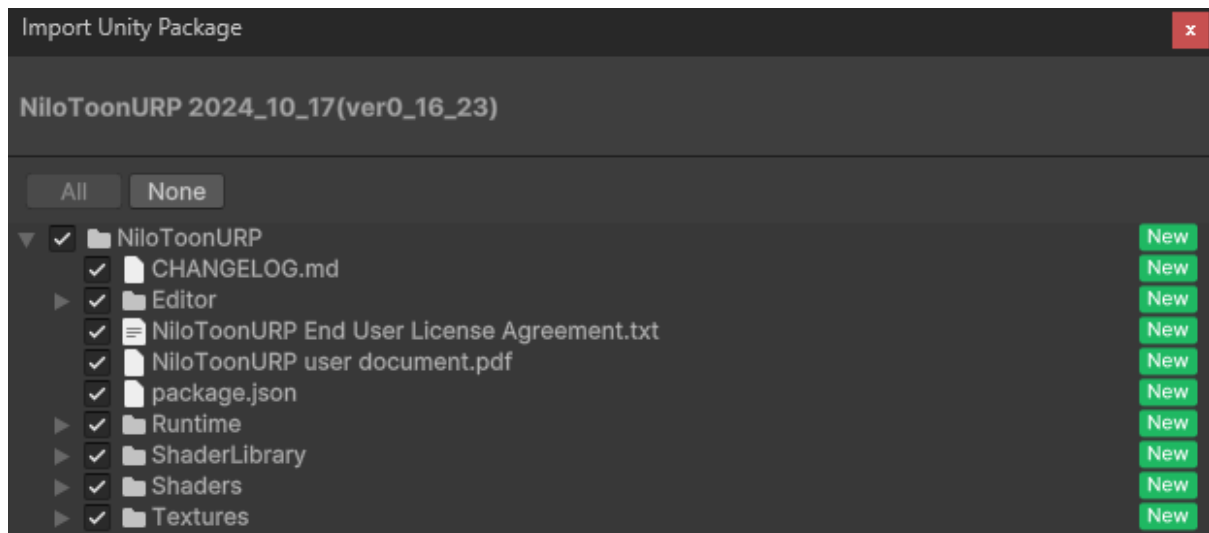 Import Unity Package
x
NiloToonURP 2024_10_17(ver0_16_23)
All None
NiloToonURP New
CHANGELOG.md New
Editor New
NiloToonURP End User License Agreement.txt New
NiloToonURP user document.pdf New
package.json New
Runtime New
ShaderLibrary New
Shaders New
Textures New